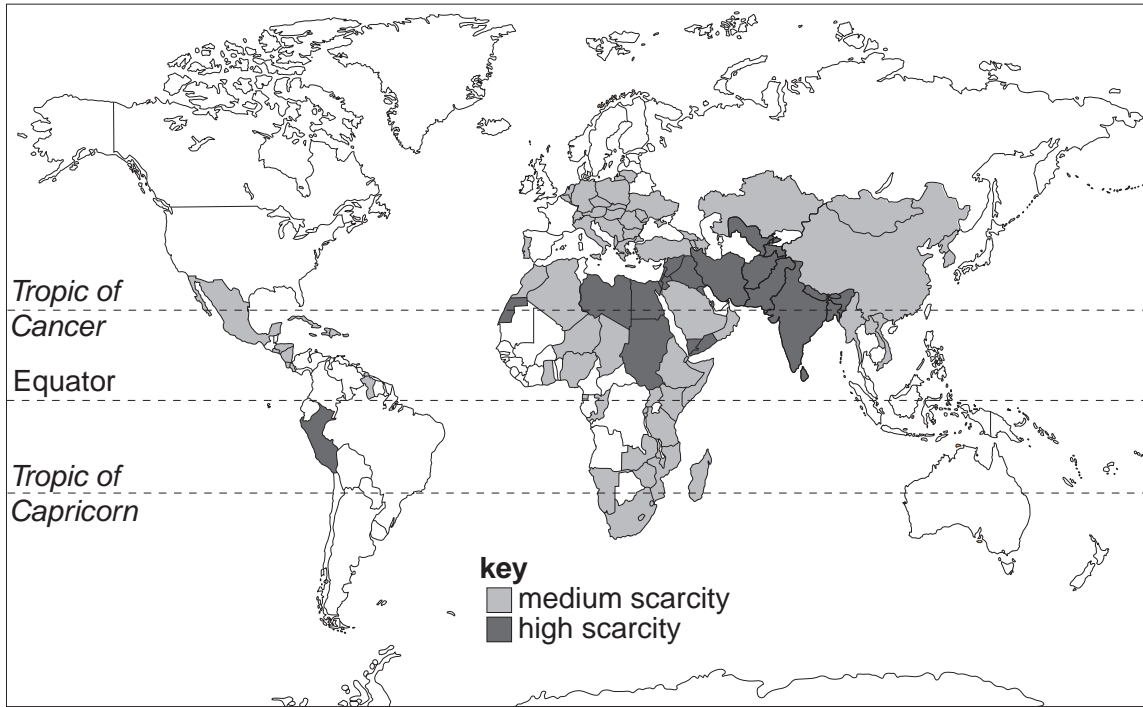 Tropic of
Cancer
Equator
Tropic of
Capricorn
key
medium scarcity
high scarcity